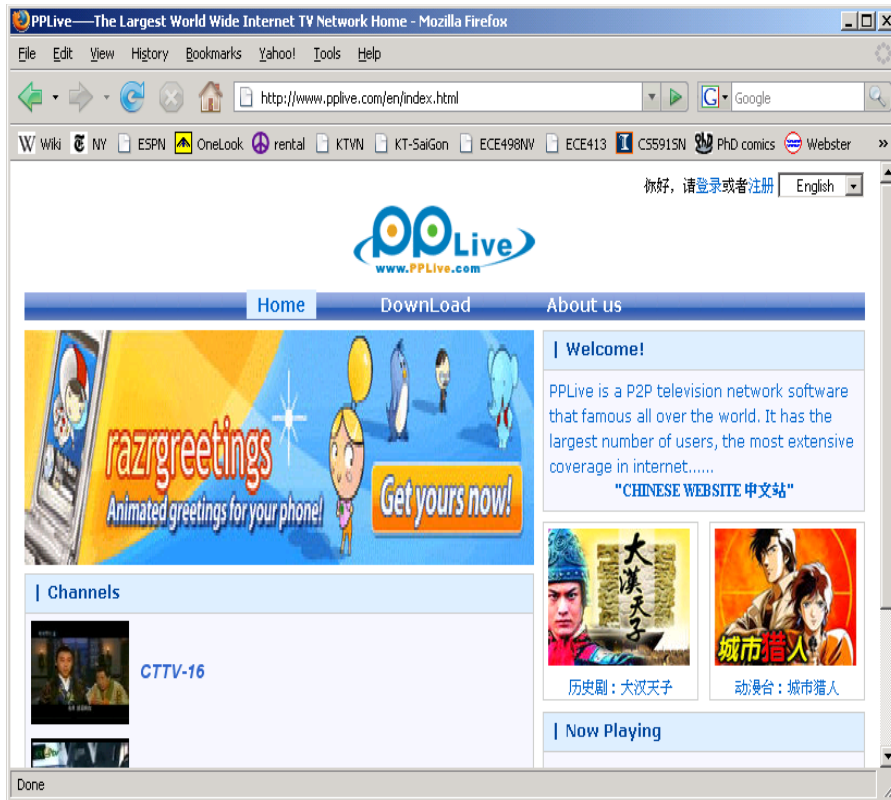 PPLive——The Largest World Wide Internet TV Network Home - Mozilla Firefox
File Edit View History Bookmarks Yahoo! Tools Help
http://www.pplive.com/en/index.html
G Google
W Wiki NY ESPN OneLook rental KTVN KT-SaiGon ECE498NV ECE413 I CS591SN PhD comics Webster »
你好，请登录或者注册 English
PPLive
www.PPLive.com
Home DownLoad About us
razrgreetings
Animated greetings for your phone!
Get yours now!
| Welcome!
PPLive is a P2P television network software
that famous all over the world. It has the
largest number of users, the most extensive
coverage in internet......
"CHINESE WEBSITE 中文站"
大漢天子
城市猎人
历史剧：大汉天子 动漫台：城市猎人
| Channels
CTTV-16
| Now Playing
Done